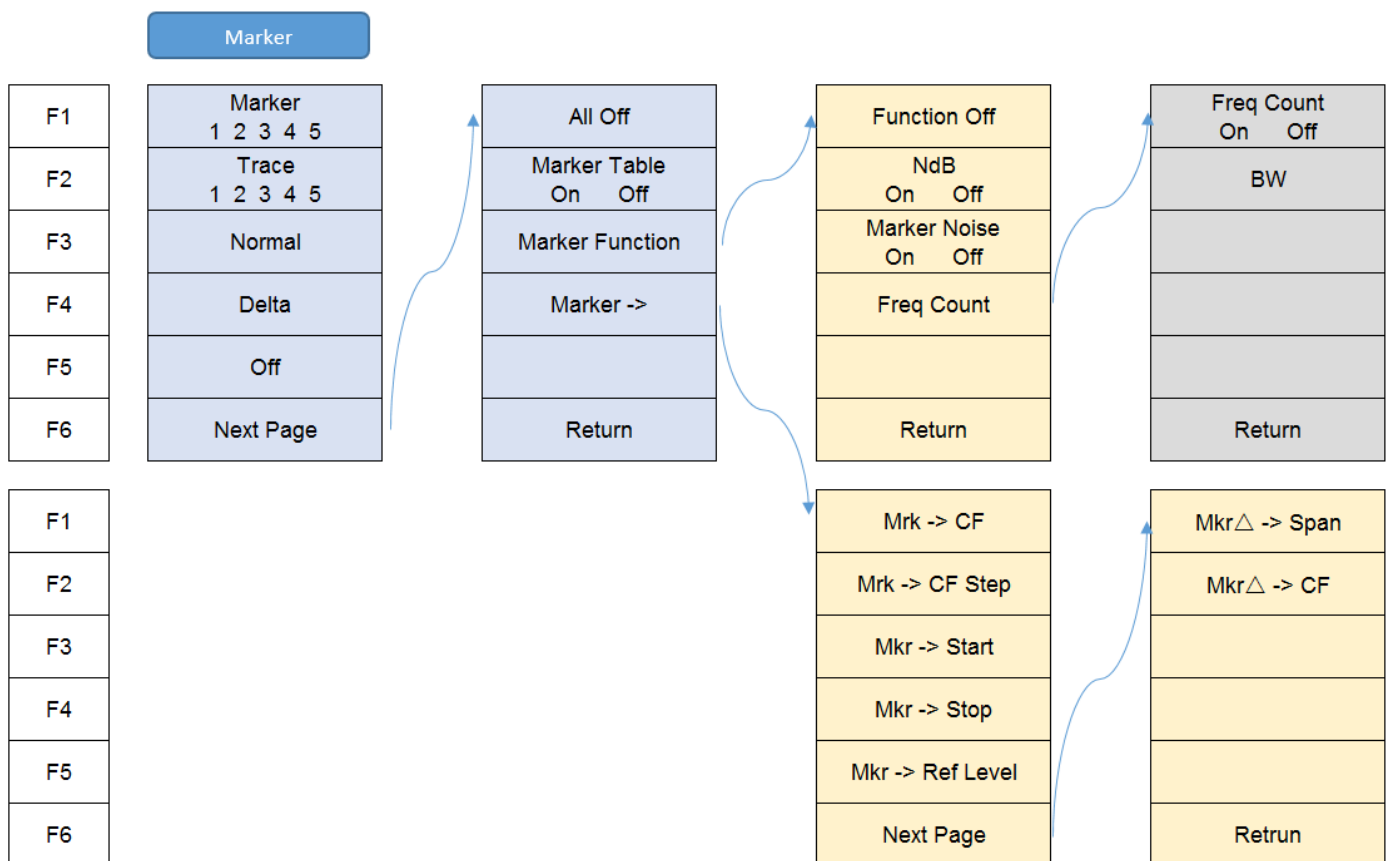 Marker
F1
Marker
1 2 3 4 5
All Off
Function Off
Freq Count
On Off
F2
Trace
1 2 3 4 5
Marker Table
On Off
NdB
On Off
BW
F3
Normal
Marker Function
Marker Noise
On Off
F4
Delta
Marker ->
Freq Count
F5
Off
F6
Next Page
Return
Return
Return
F1
Mrk -> CF
Mkr△ -> Span
F2
Mrk -> CF Step
Mkr△ -> CF
F3
Mkr -> Start
F4
Mkr -> Stop
F5
Mkr -> Ref Level
F6
Next Page
Retrun